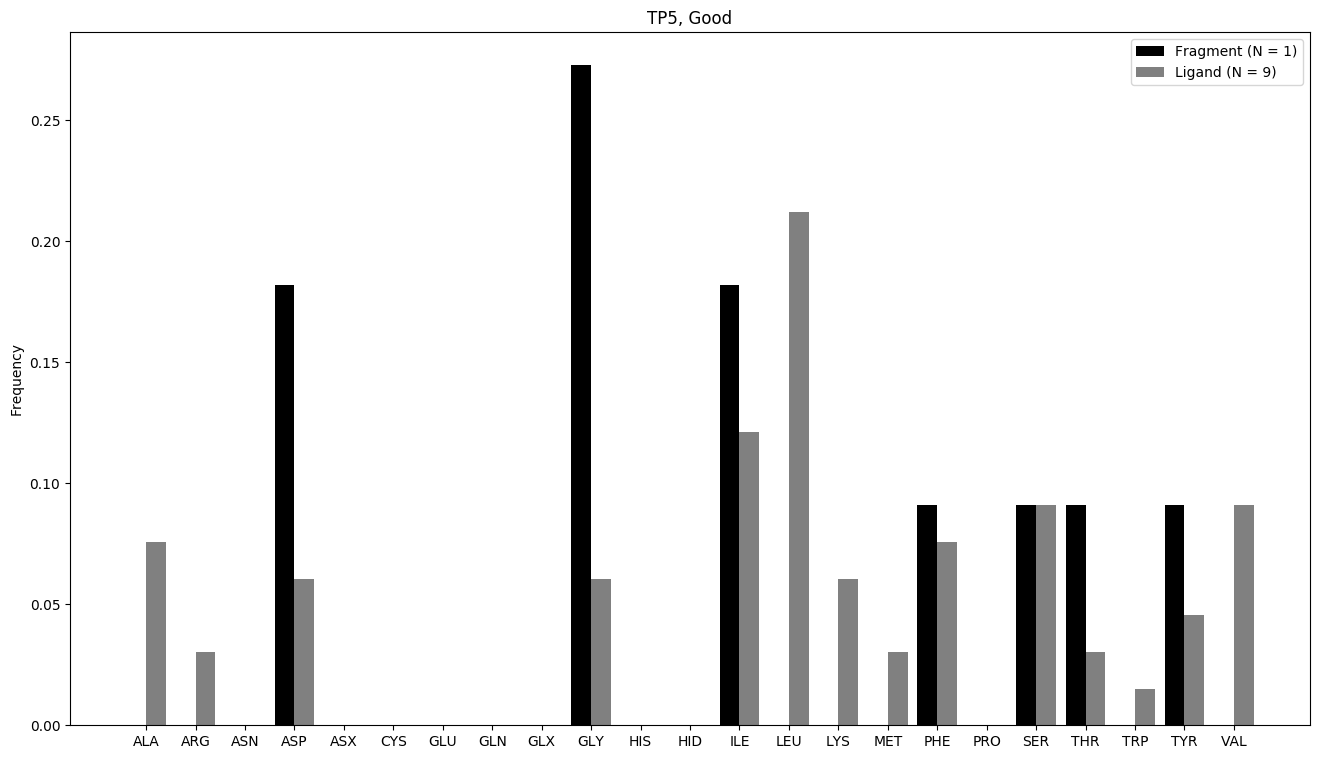 TP5, Good
Fragment (N = 1)
Ligand (N = 9)
Frequency
0.25
0.20
0.15
0.10
0.05
0.00
ALA ARG ASN ASP ASX CYS GLU GLN GLX GLY HIS HID ILE LEU LYS MET PHE PRO SER THR TRP TYR VAL